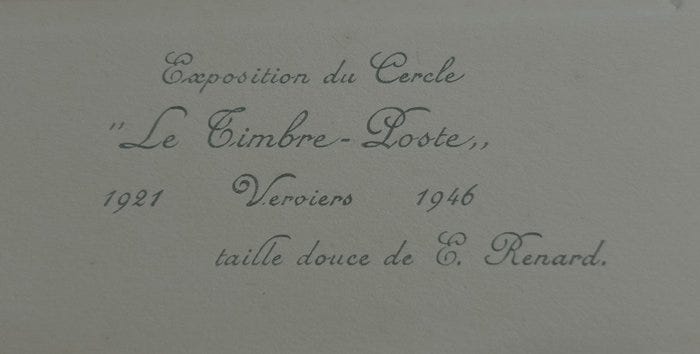 Exposition du Cercle
"Le Timbre-Poste„
1921 Verviers 1946
taille douce de E. Renard.